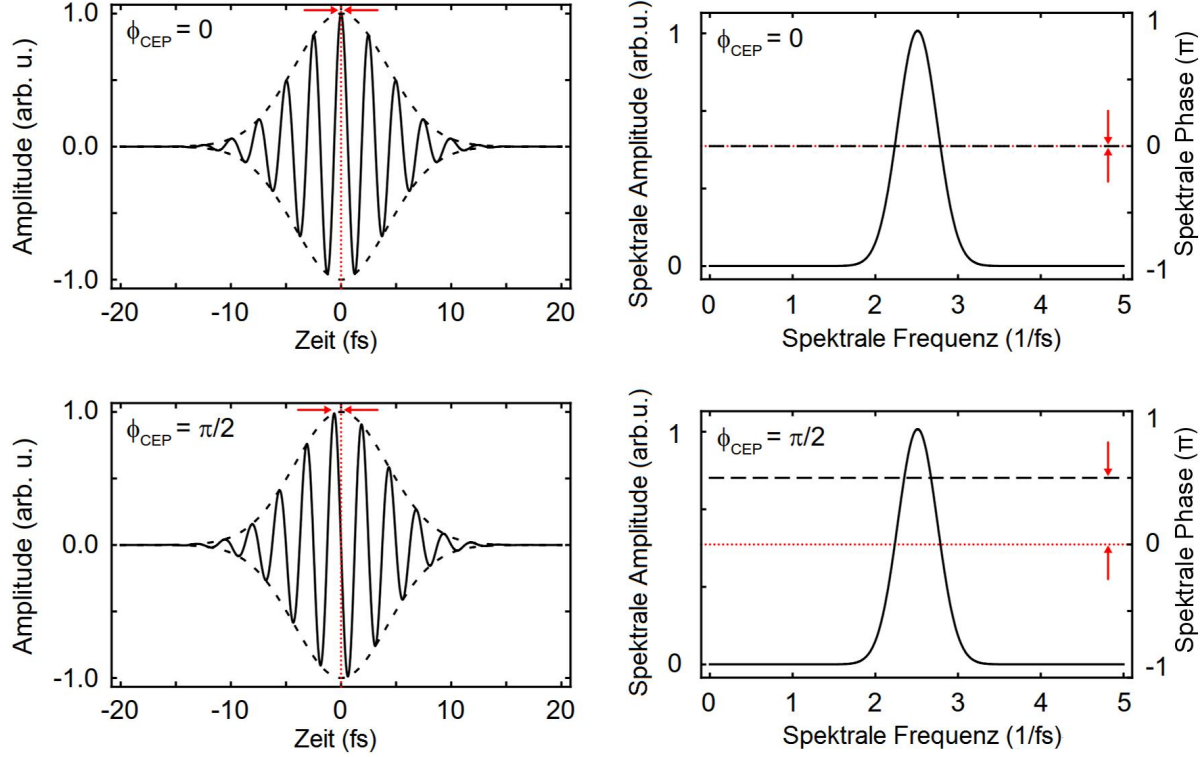 ϕCEP = 0
Amplitude (arb. u.)
1.0
0.0
-1.0
-20
-10
0
10
20
Zeit (fs)
ϕCEP = 0
Spektrale Amplitude (arb.u.)
1
0
Spektrale Phase (π)
1
0
-1
0
1
2
3
4
5
Spektrale Frequenz (1/fs)
ϕCEP = π/2
Amplitude (arb. u.)
1.0
0.0
-1.0
-20
-10
0
10
20
Zeit (fs)
ϕCEP = π/2
Spektrale Amplitude (arb.u.)
1
0
Spektrale Phase (π)
1
0
-1
0
1
2
3
4
5
Spektrale Frequenz (1/fs)